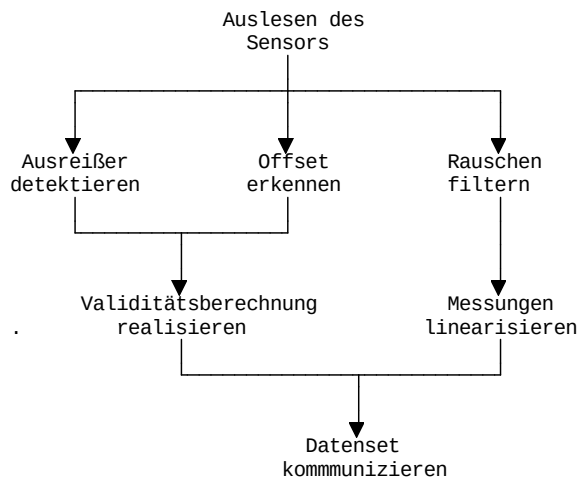 Auslesen des
Sensors
Ausreißer
detektieren
Offset
erkennen
Rauschen
filtern
Validitätsberechnung
realisieren
Messungen
linearisieren
.
Datenset
kommmunizieren